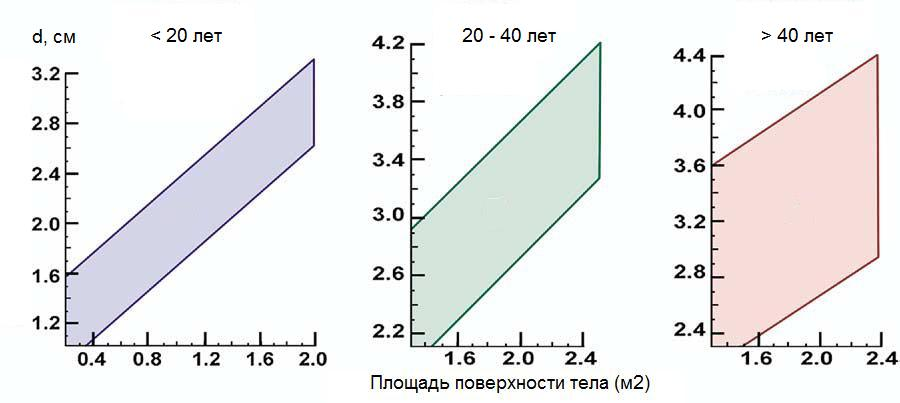 d, см
< 20 лет
3.2
2.8
2.4
2.0
1.6
1.2
0.4 0.8 1.2 1.6 2.0
20 - 40 лет
4.2
3.8
3.4
3.0
2.6
2.2
1.6 2.0 2.4
> 40 лет
4.4
4.0
3.6
3.2
2.8
2.4
1.6 2.0 2.4
Площадь поверхности тела (м2)